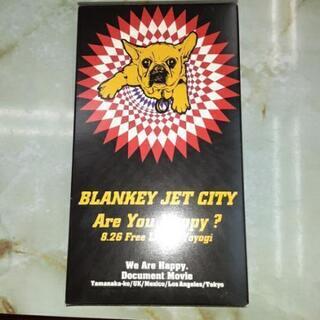 BLANKEY JET CITY
Are You Happy ?
8.26 Free Yoyogi
We Are Happy.
Document Movie
Yamanaka-ko/UK/Mexico/Los Angeles/Tokyo